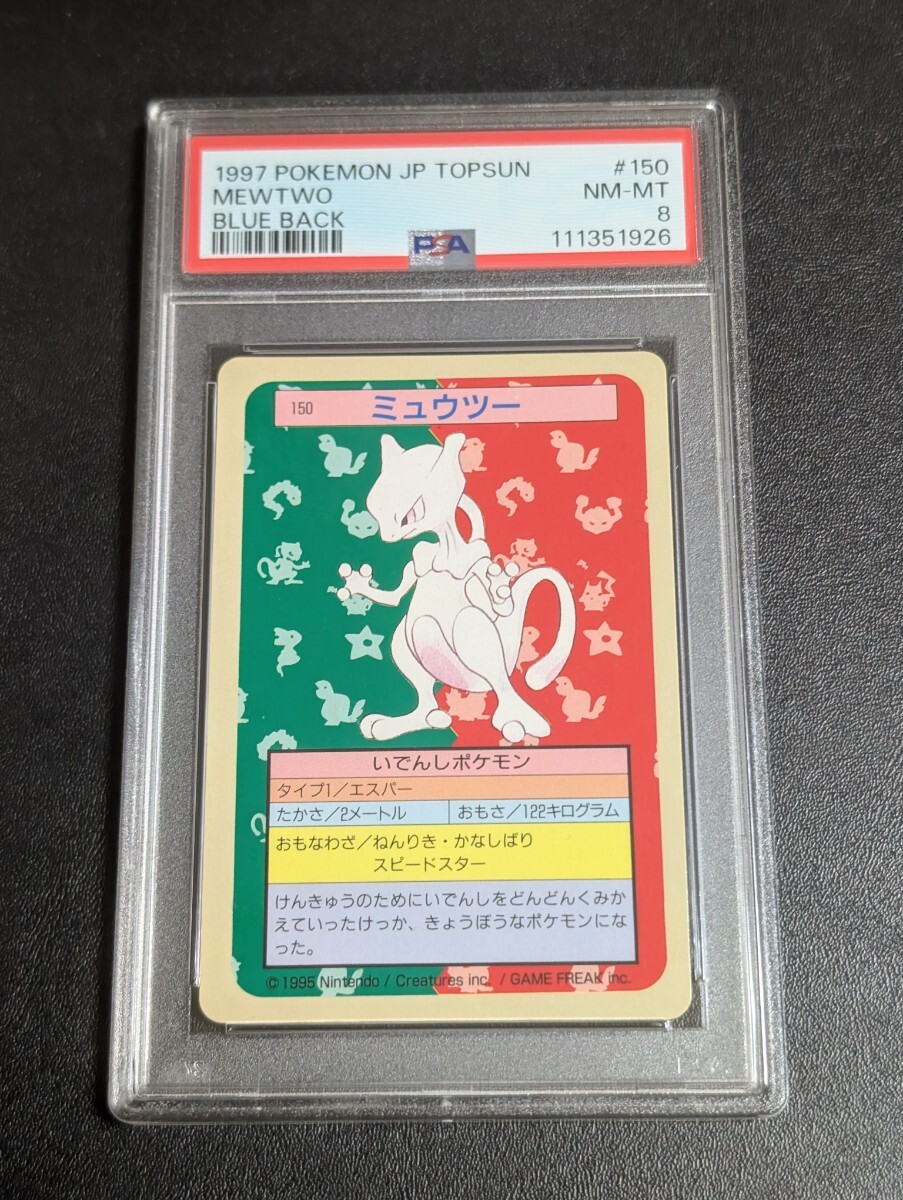 1997 POKEMON JP TOPSUN #150
MEWTWO NM-MT
BLUE BACK 8
PSA 111351926
150 ミュウツー
いでんしポケモン
タイプ1/エスパー
たかさ/2メートル おもさ/122キログラム
おもなわざ/ねんりき・かなしばり
スピードスター
けんきゅうのためにいでんしをどんどんくみか
えていったけっか、きょうぼうなポケモンにな
った。
©1995 Nintendo / Creatures inc. / GAME FREAK inc.